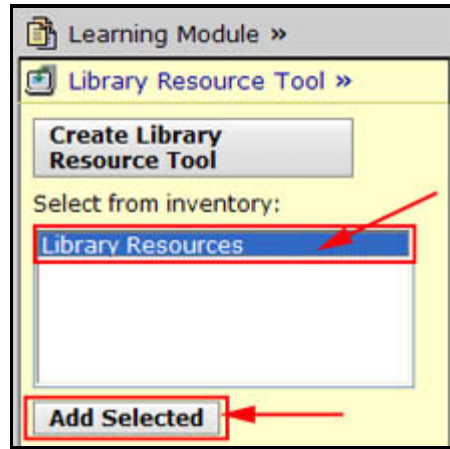 Learning Module »
Library Resource Tool »
Create Library
Resource Tool
Select from inventory:
Library Resources
Add Selected